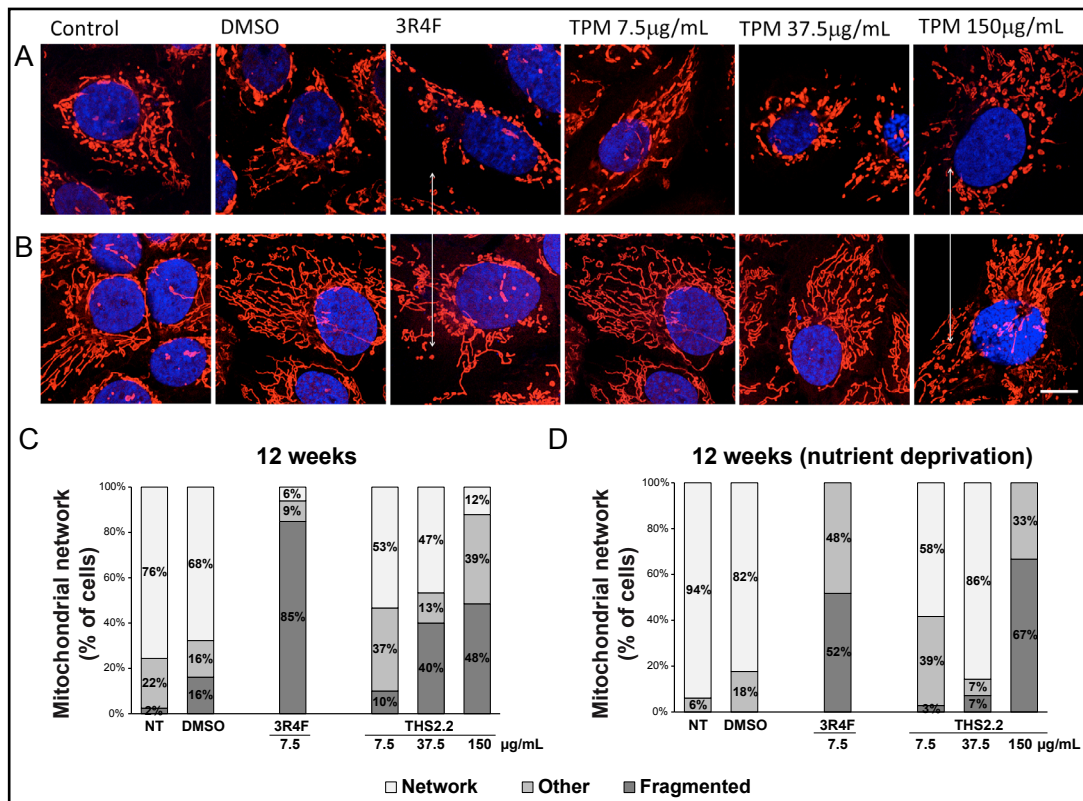 Control DMSO 3R4F TPM 7.5µg/mL TPM 37.5µg/mL TPM 150µg/mL
A
B
C
12 weeks
Mitochondrial network
(% of cells)
100%
80%
60%
40%
20%
0%
76%
22%
2%
68%
16%
16%
6%
9%
85%
53%
37%
10%
47%
13%
40%
12%
39%
48%
NT DMSO 3R4F THS2.2
7.5 7.5 37.5 150 µg/mL
D
12 weeks (nutrient deprivation)
Mitochondrial network
(% of cells)
100%
80%
60%
40%
20%
0%
94%
6%
82%
18%
48%
52%
58%
39%
3%
86%
7%
7%
33%
67%
NT DMSO 3R4F THS2.2
7.5 7.5 37.5 150 µg/mL
Network Other Fragmented